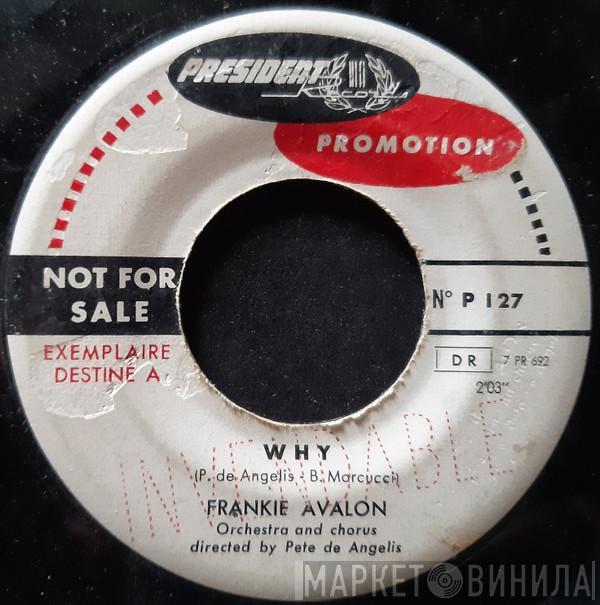 PRESIDENT
Records
PROMOTION
NOT FOR
SALE
N° P 127
EXEMPLAIRE
DESTINE A
DR
7 PR 692
2'03"
WHY
(P. de Angelis - B. Marcucci)
INVENDABLE
FRANKIE AVALON
Orchestra and chorus
directed by Pete de Angelis
МАРКЕТ ВИНИЛА